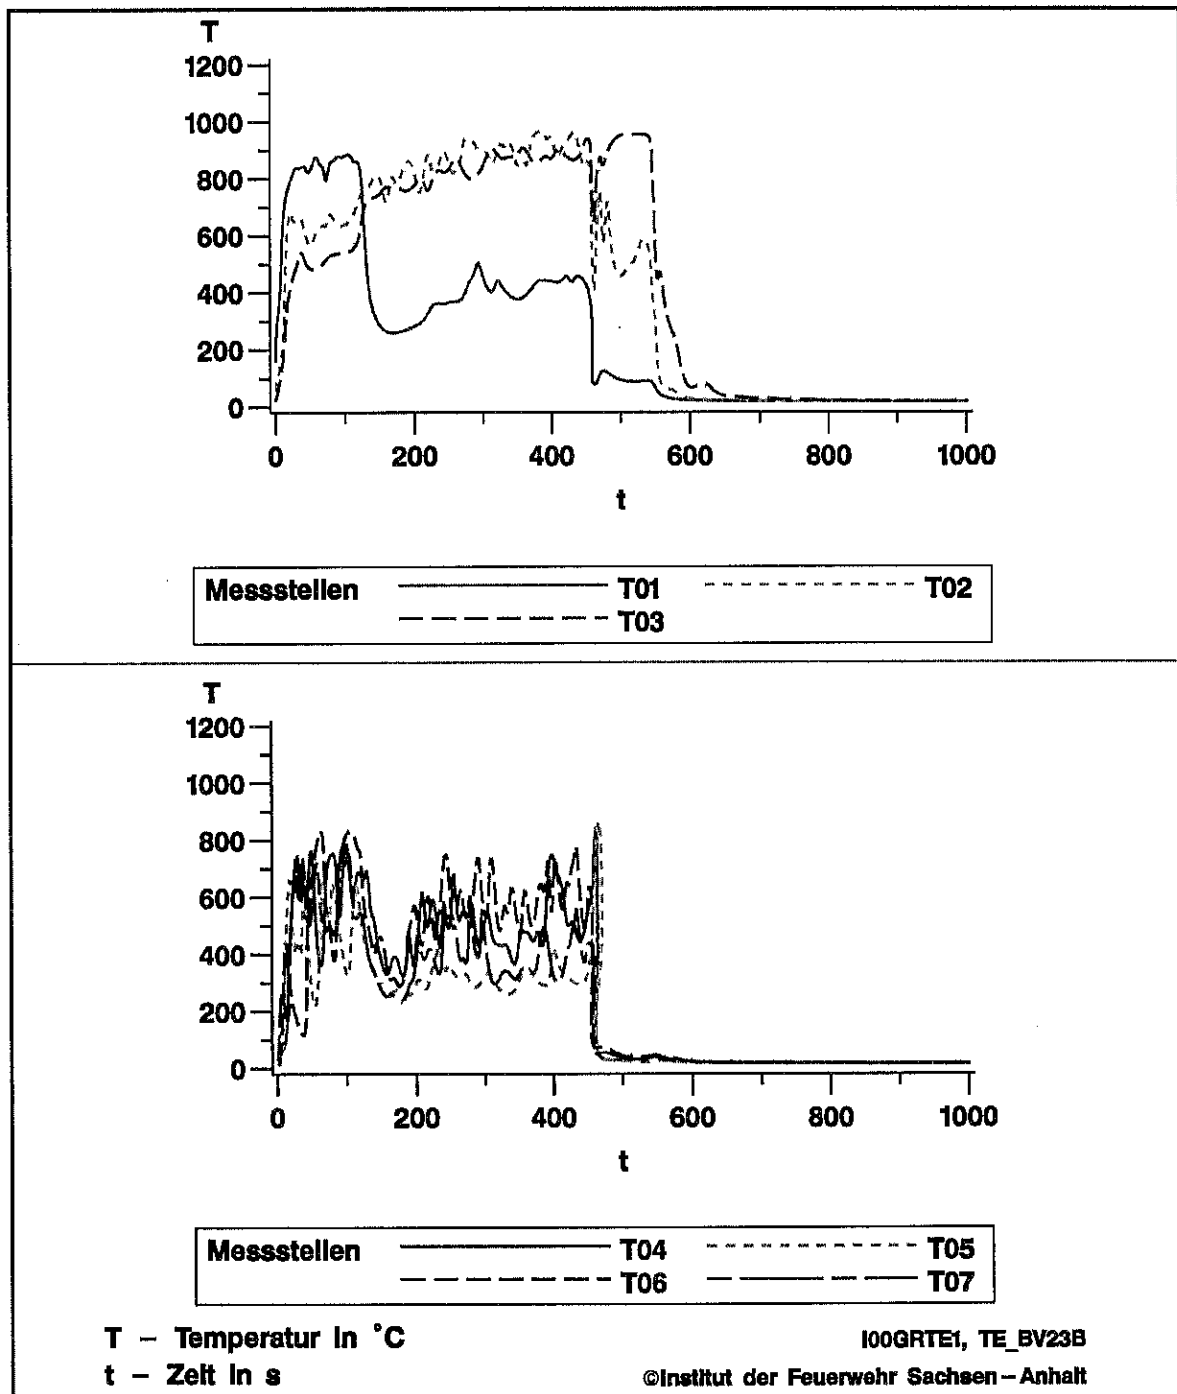 T
1200
1000
800
600
400
200
0
0 200 400 600 800 1000
t
Messstellen T01 T02
T03
T
1200
1000
800
600
400
200
0
0 200 400 600 800 1000
t
Messstellen T04 T05
T06 T07
T – Temperatur in °C I00GRTE1, TE_BV23B
t – Zeit in s ©Institut der Feuerwehr Sachsen–Anhalt